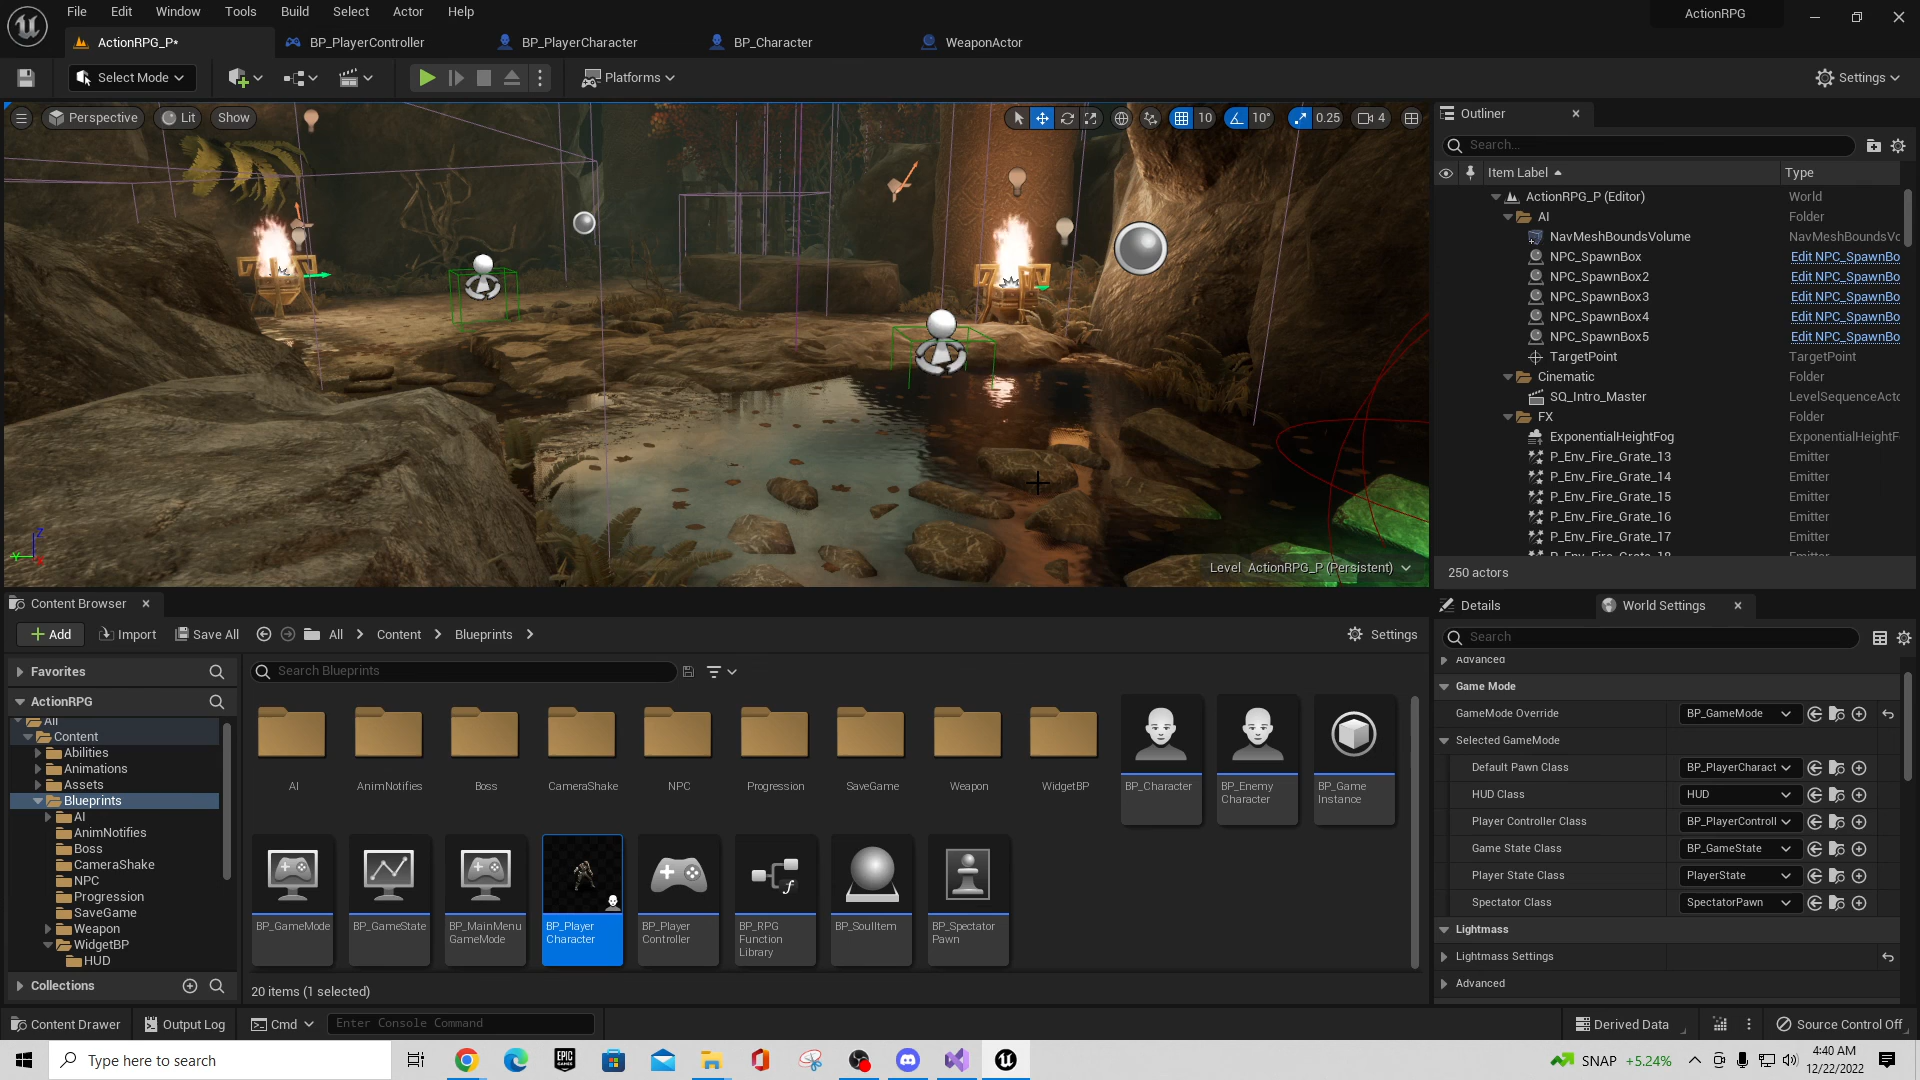 File Edit Window Tools Build Select Actor Help
ActionRPG
ActionRPG_P* BP_PlayerController BP_PlayerCharacter BP_Character WeaponActor
Select Mode Platforms Settings
Perspective Lit Show 10 10° 0.25 4
Level ActionRPG_P (Persistent)
Outliner
Search...
Item Label Type
ActionRPG_P (Editor) World
AI Folder
NavMeshBoundsVolume NavMeshBoundsVc
NPC_SpawnBox Edit NPC_SpawnBo
NPC_SpawnBox2 Edit NPC_SpawnBo
NPC_SpawnBox3 Edit NPC_SpawnBo
NPC_SpawnBox4 Edit NPC_SpawnBo
NPC_SpawnBox5 Edit NPC_SpawnBo
TargetPoint TargetPoint
Cinematic Folder
SQ_Intro_Master LevelSequenceActo
FX Folder
ExponentialHeightFog ExponentialHeightF
P_Env_Fire_Grate_13 Emitter
P_Env_Fire_Grate_14 Emitter
P_Env_Fire_Grate_15 Emitter
P_Env_Fire_Grate_16 Emitter
P_Env_Fire_Grate_17 Emitter
P_Env_Fire_Grate_18 Emitter
250 actors
Content Browser
Add Import Save All All Content Blueprints Settings
Favorites
ActionRPG
All
Content
Abilities
Animations
Assets
Blueprints
AI
AnimNotifies
Boss
CameraShake
NPC
Progression
SaveGame
Weapon
WidgetBP
HUD
Collections
Search Blueprints
AI AnimNotifies Boss CameraShake NPC Progression SaveGame Weapon WidgetBP BP_Character BP_Enemy Character BP_Game Instance
BP_GameMode BP_GameState BP_MainMenu GameMode BP_Player Character BP_Player Controller BP_RPG Function Library BP_SoulItem BP_Spectator Pawn
20 items (1 selected)
Details World Settings
Search
Advanced
Game Mode
GameMode Override BP_GameMode
Selected GameMode
Default Pawn Class BP_PlayerCharact
HUD Class HUD
Player Controller Class BP_PlayerControll
Game State Class BP_GameState
Player State Class PlayerState
Spectator Class SpectatorPawn
Lightmass
Lightmass Settings
Advanced
Content Drawer Output Log Cmd Enter Console Command Derived Data Source Control Off
Type here to search
EPIC GAMES
SNAP +5.24%
4:40 AM
12/22/2022